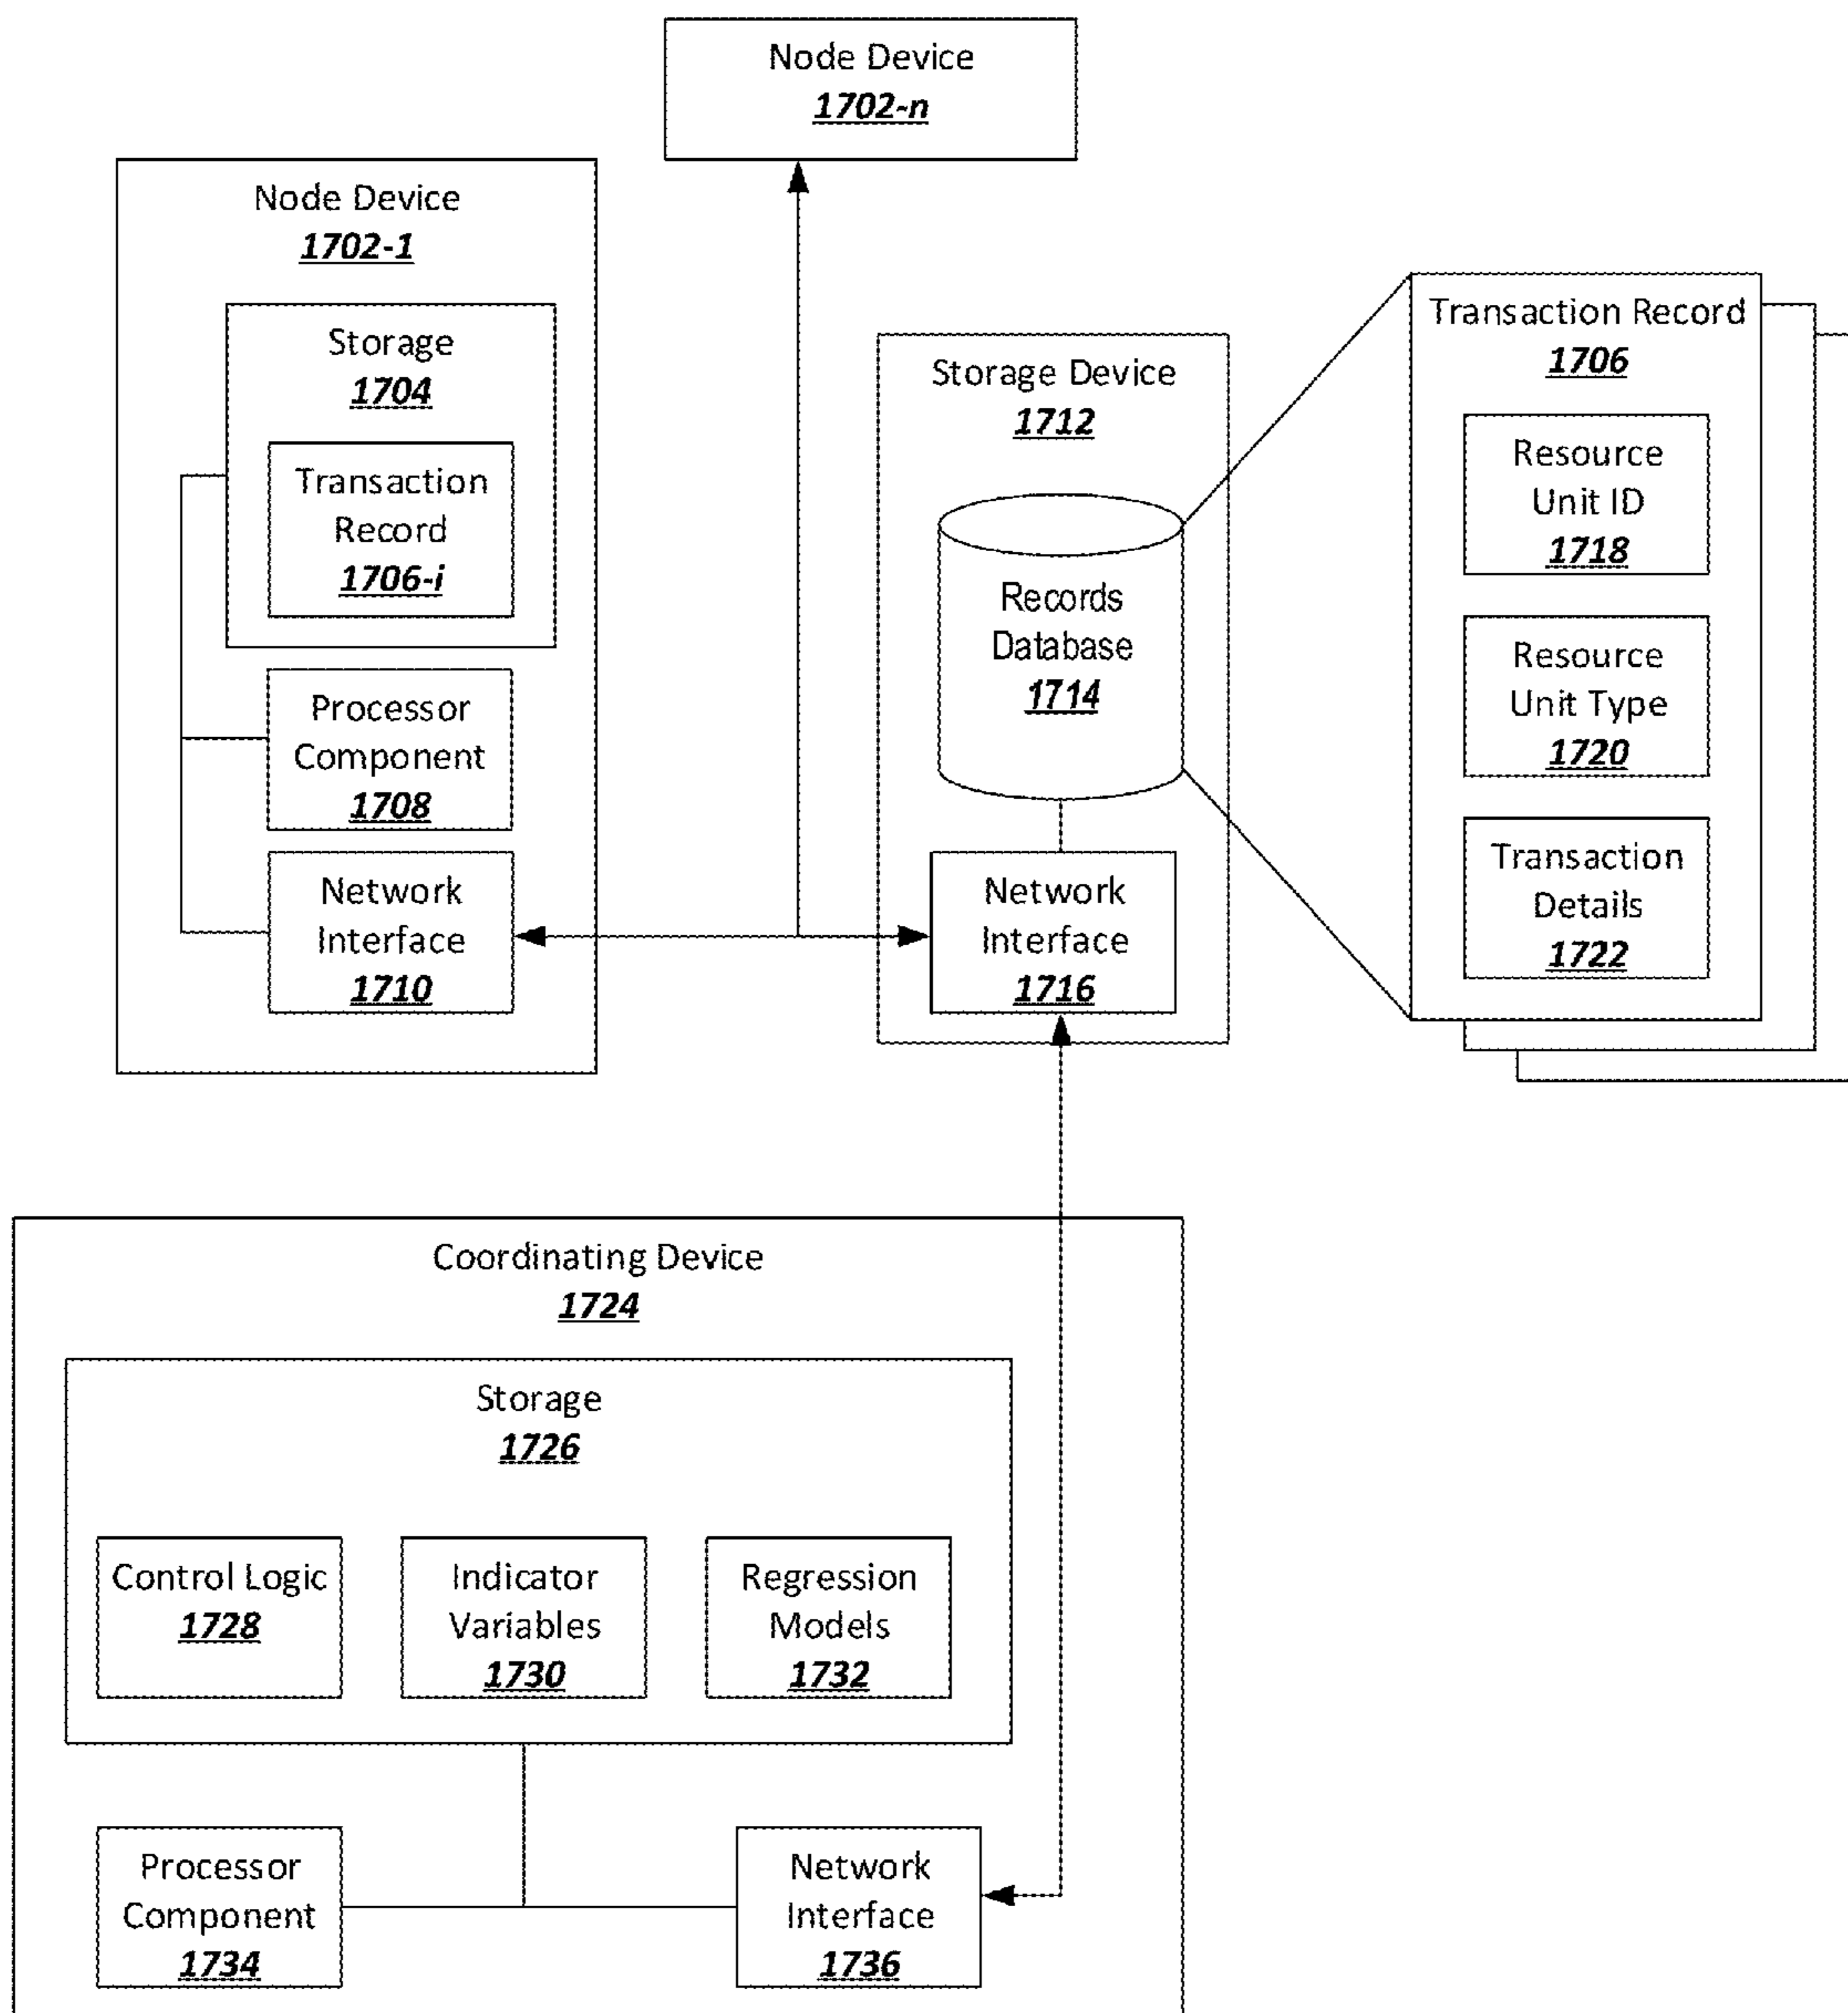 Node Device
1702-n
Node Device
1702-1
Storage
1704
Transaction
Record
1706-i
Processor
Component
1708
Network
Interface
1710
Storage Device
1712
Records
Database
1714
Network
Interface
1716
Transaction Record
1706
Resource
Unit ID
1718
Resource
Unit Type
1720
Transaction
Details
1722
Coordinating Device
1724
Storage
1726
Control Logic
1728
Indicator
Variables
1730
Regression
Models
1732
Processor
Component
1734
Network
Interface
1736